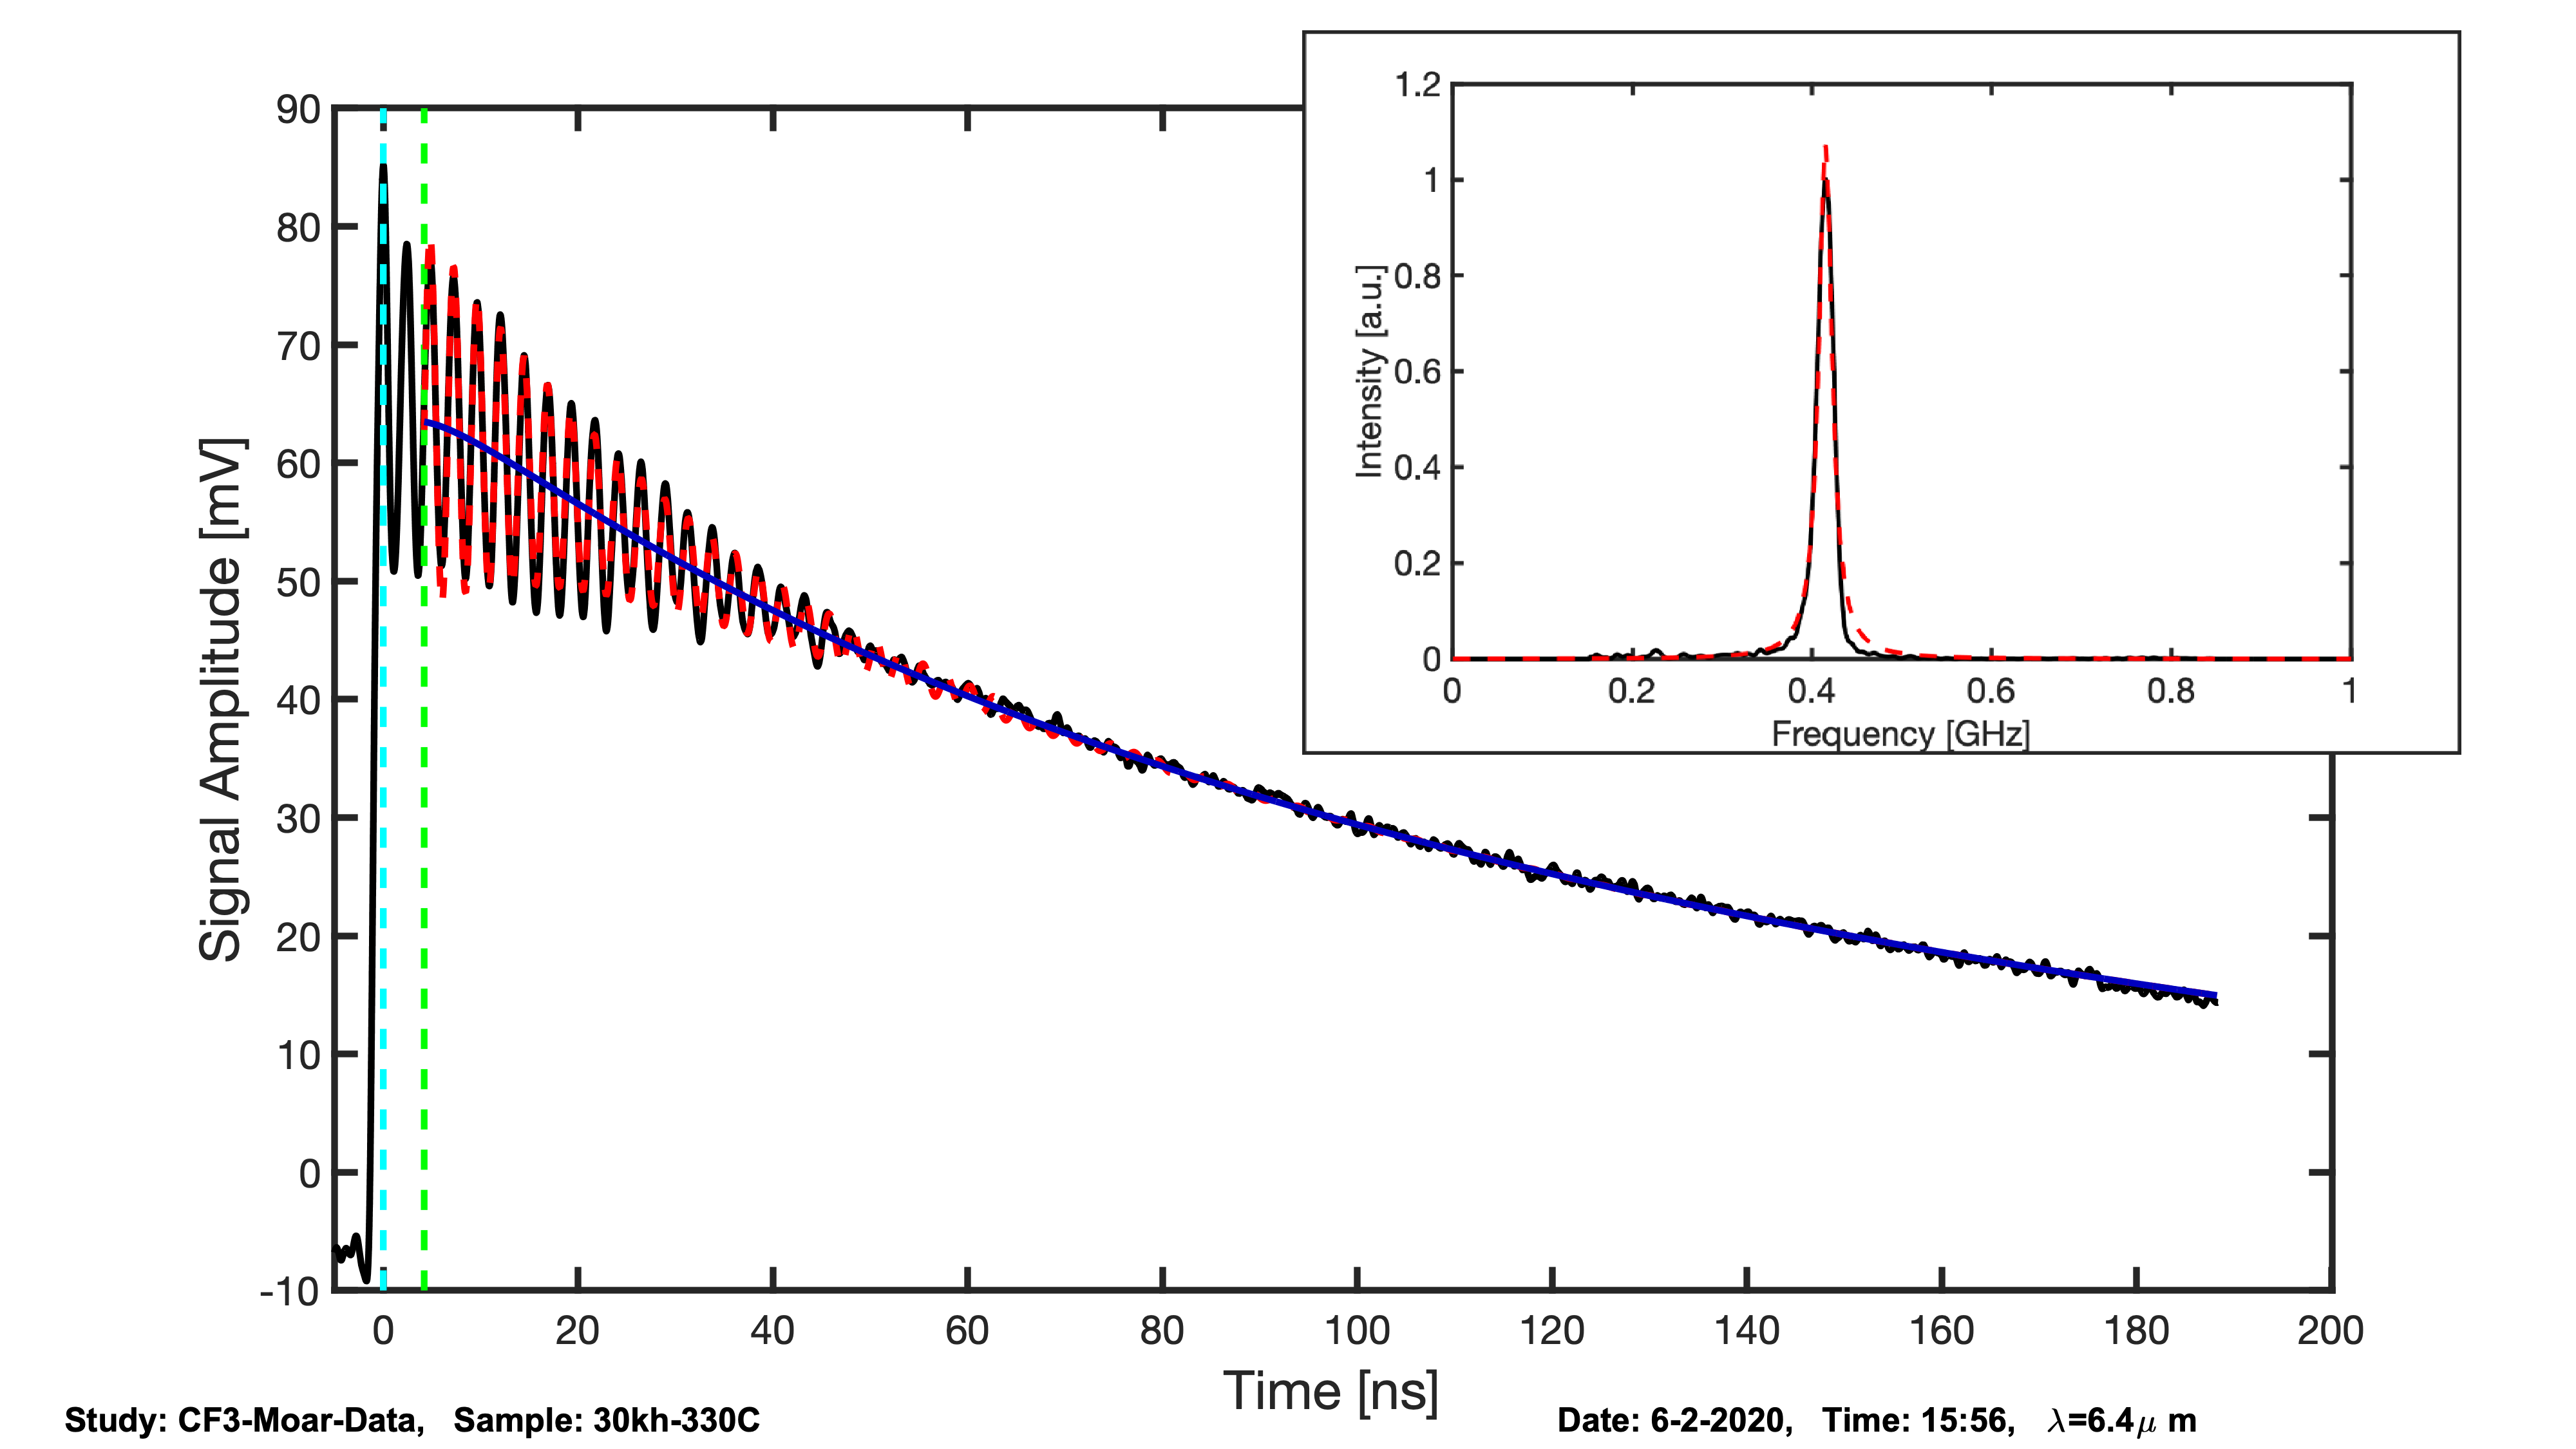 90
80
70
60
50
40
30
20
10
0
-10
Signal Amplitude [mV]
0 20 40 60 80 100 120 140 160 180 200
Time [ns]
1.2
1
0.8
0.6
0.4
0.2
0
Intensity [a.u.]
0 0.2 0.4 0.6 0.8 1
Frequency [GHz]
Study: CF3-Moar-Data, Sample: 30kh-330C
Date: 6-2-2020, Time: 15:56, λ=6.4μ m